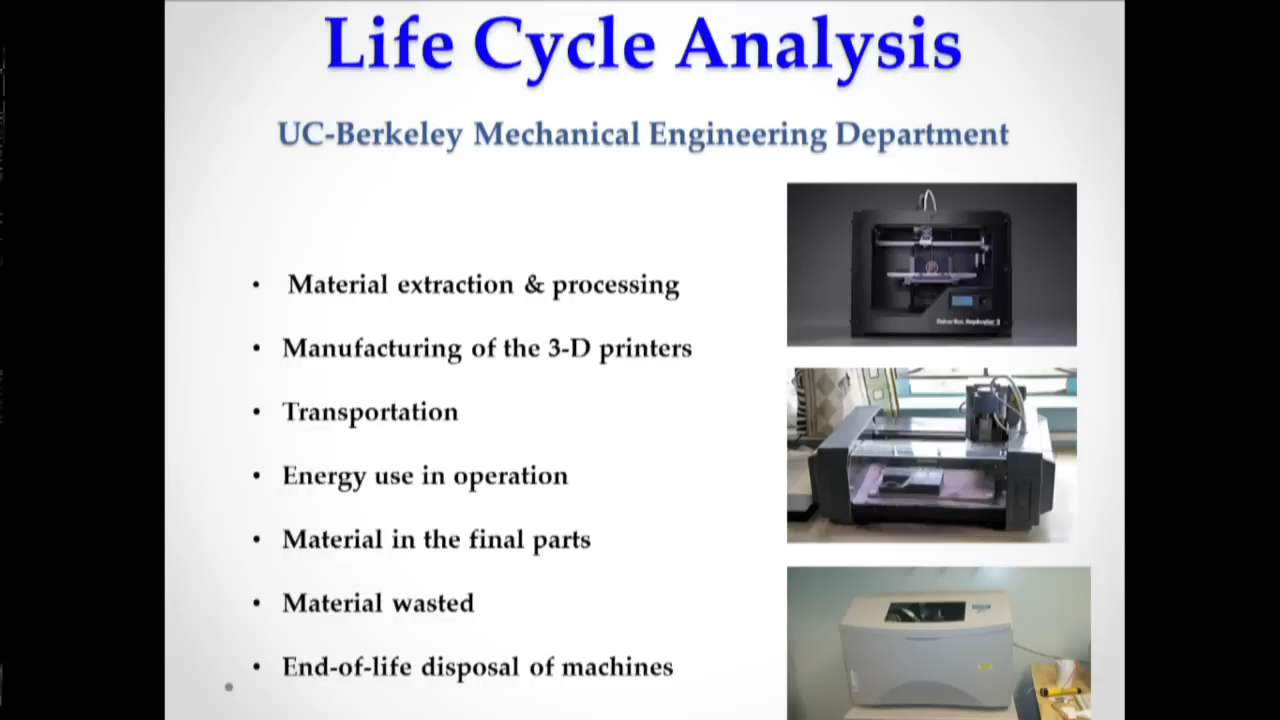 Life Cycle Analysis
UC-Berkeley Mechanical Engineering Department
• Material extraction & processing
• Manufacturing of the 3-D printers
• Transportation
• Energy use in operation
• Material in the final parts
• Material wasted
• End-of-life disposal of machines